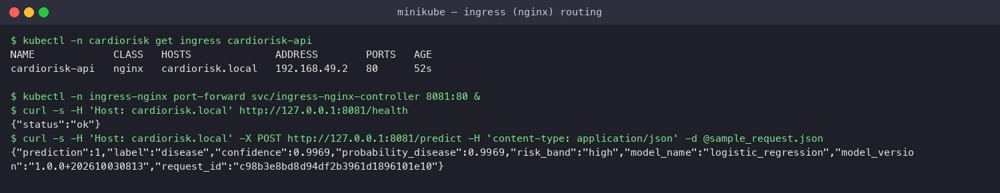 minikube — ingress (nginx) routing
$ kubectl -n cardiorisk get ingress cardiorisk-api
NAME             CLASS   HOSTS              ADDRESS        PORTS   AGE
cardiorisk-api   nginx   cardiorisk.local   192.168.49.2   80      52s
$ kubectl -n ingress-nginx port-forward svc/ingress-nginx-controller 8081:80 &
$ curl -s -H 'Host: cardiorisk.local' http://127.0.0.1:8081/health
{"status":"ok"}
$ curl -s -H 'Host: cardiorisk.local' -X POST http://127.0.0.1:8081/predict -H 'content-type: application/json' -d @sample_request.json
{"prediction":1,"label":"disease","confidence":0.9969,"probability_disease":0.9969,"risk_band":"high","model_name":"logistic_regression","model_versio
n":"1.0.0+202610030813","request_id":"c98b3e8bd8d94df2b3961d1896101e10"}